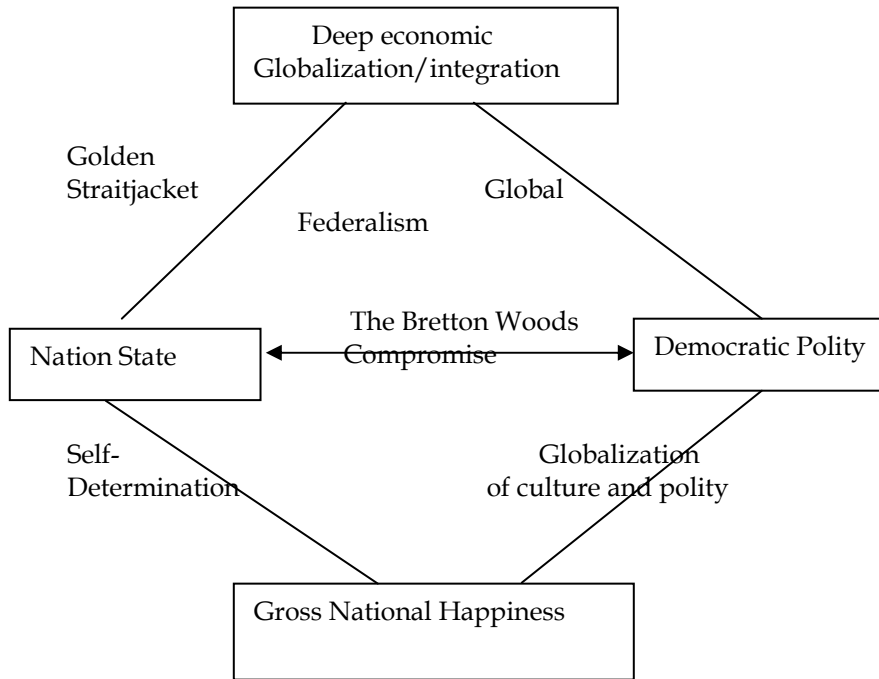 Deep economic
Globalization/integration
Golden
Straitjacket
Global
Federalism
The Bretton Woods
Compromise
Nation State
Democratic Polity
Self-
Determination
Globalization
of culture and polity
Gross National Happiness